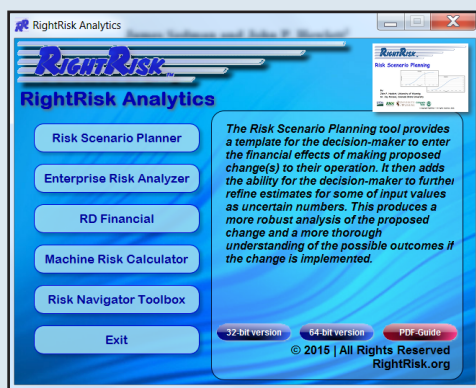 RightRisk Analytics
RIGHTRISK™
RIGHTRISK
Risk Scenario Planning
RightRisk Analytics
Risk Scenario Planner
Enterprise Risk Analyzer
RD Financial
Machine Risk Calculator
Risk Navigator Toolbox
Exit
The Risk Scenario Planning tool provides
a template for the decision-maker to enter
the financial effects of making proposed
change(s) to their operation. It then adds
the ability for the decision-maker to further
refine estimates for some of input values
as uncertain numbers. This produces a
more robust analysis of the proposed
change and a more thorough
understanding of the possible outcomes if
the change is implemented.
32-bit version
64-bit version
PDF-Guide
© 2015 | All Rights Reserved
RightRisk.org